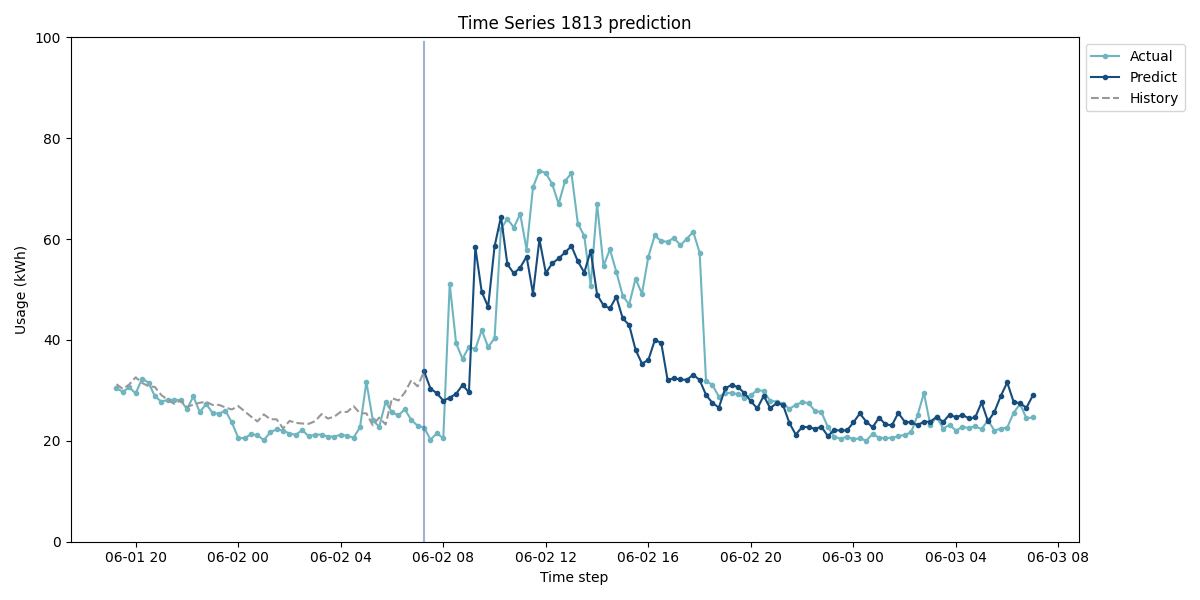 Time Series 1813 prediction
100
80
60
40
20
0
Usage (kWh)
06-01 20
06-02 00
06-02 04
06-02 08
06-02 12
06-02 16
06-02 20
06-03 00
06-03 04
06-03 08
Time step
Actual
Predict
History